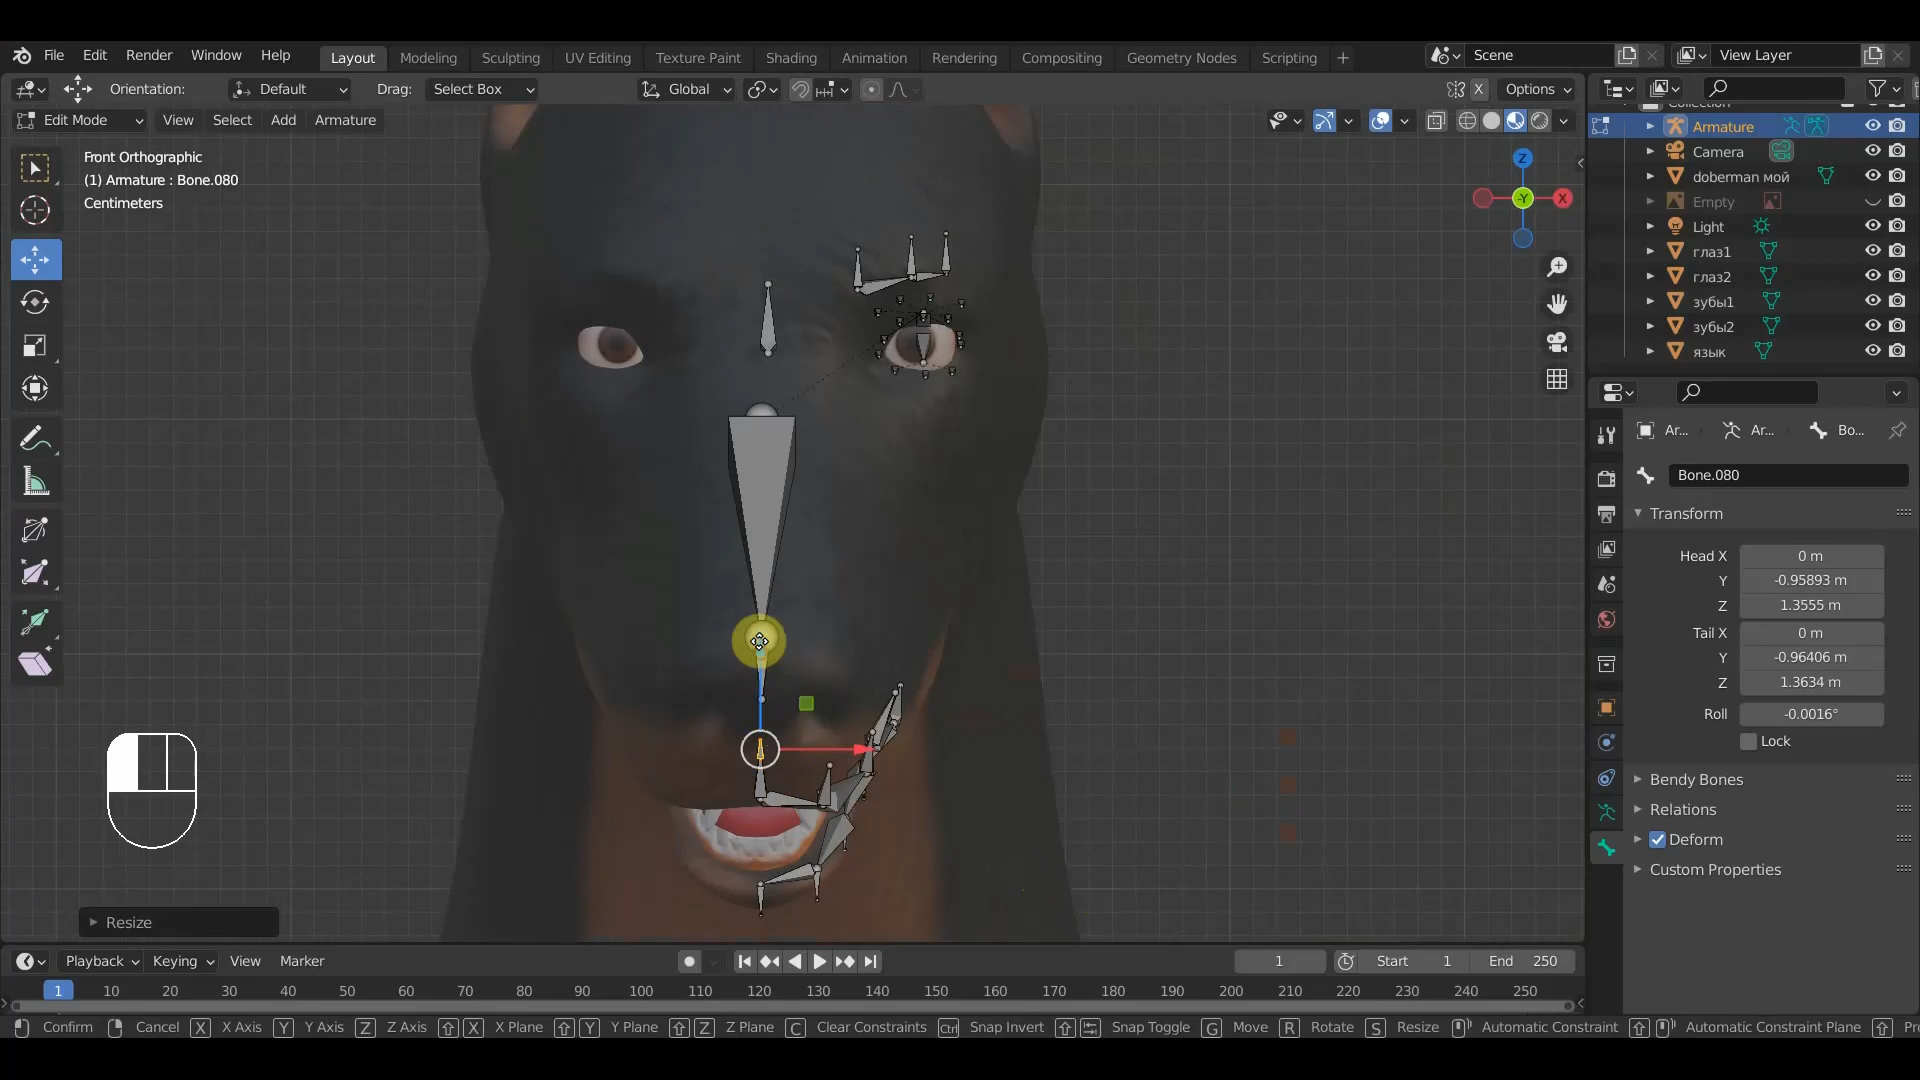 File Edit Render Window Help Layout Modeling Sculpting UV Editing Texture Paint Shading Animation Rendering Compositing Geometry Nodes Scripting + Scene View Layer
Orientation: Default Drag: Select Box Global X Options
Edit Mode View Select Add Armature
Front Orthographic
(1) Armature : Bone.080
Centimeters
Z
Y
X
Collection
Armature
Camera
doberman мой
Empty
Light
глаз1
глаз2
зубы1
зубы2
язык
Ar... Ar... Bo...
Bone.080
Transform
Head X 0 m
Y -0.95893 m
Z 1.3555 m
Tail X 0 m
Y -0.96406 m
Z 1.3634 m
Roll -0.0016°
Lock
Bendy Bones
Relations
Deform
Custom Properties
Resize
Playback Keying View Marker 1 Start 1 End 250
1 10 20 30 40 50 60 70 80 90 100 110 120 130 140 150 160 170 180 190 200 210 220 230 240 250
Confirm Cancel X X Axis Y Y Axis Z Z Axis X X Plane Y Y Plane Z Z Plane C Clear Constraints Ctrl Snap Invert Snap Toggle G Move R Rotate S Resize Automatic Constraint Automatic Constraint Plane